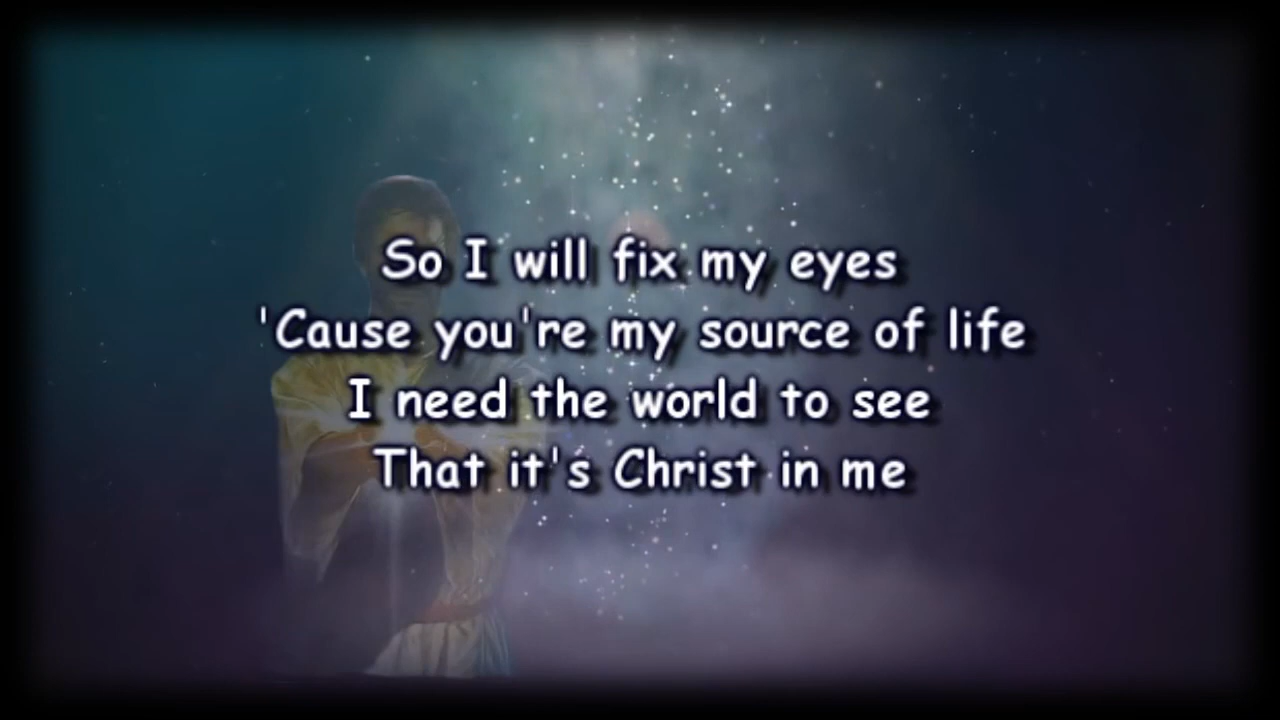 So I will fix my eyes
'Cause you're my source of life
I need the world to see
That it's Christ in me